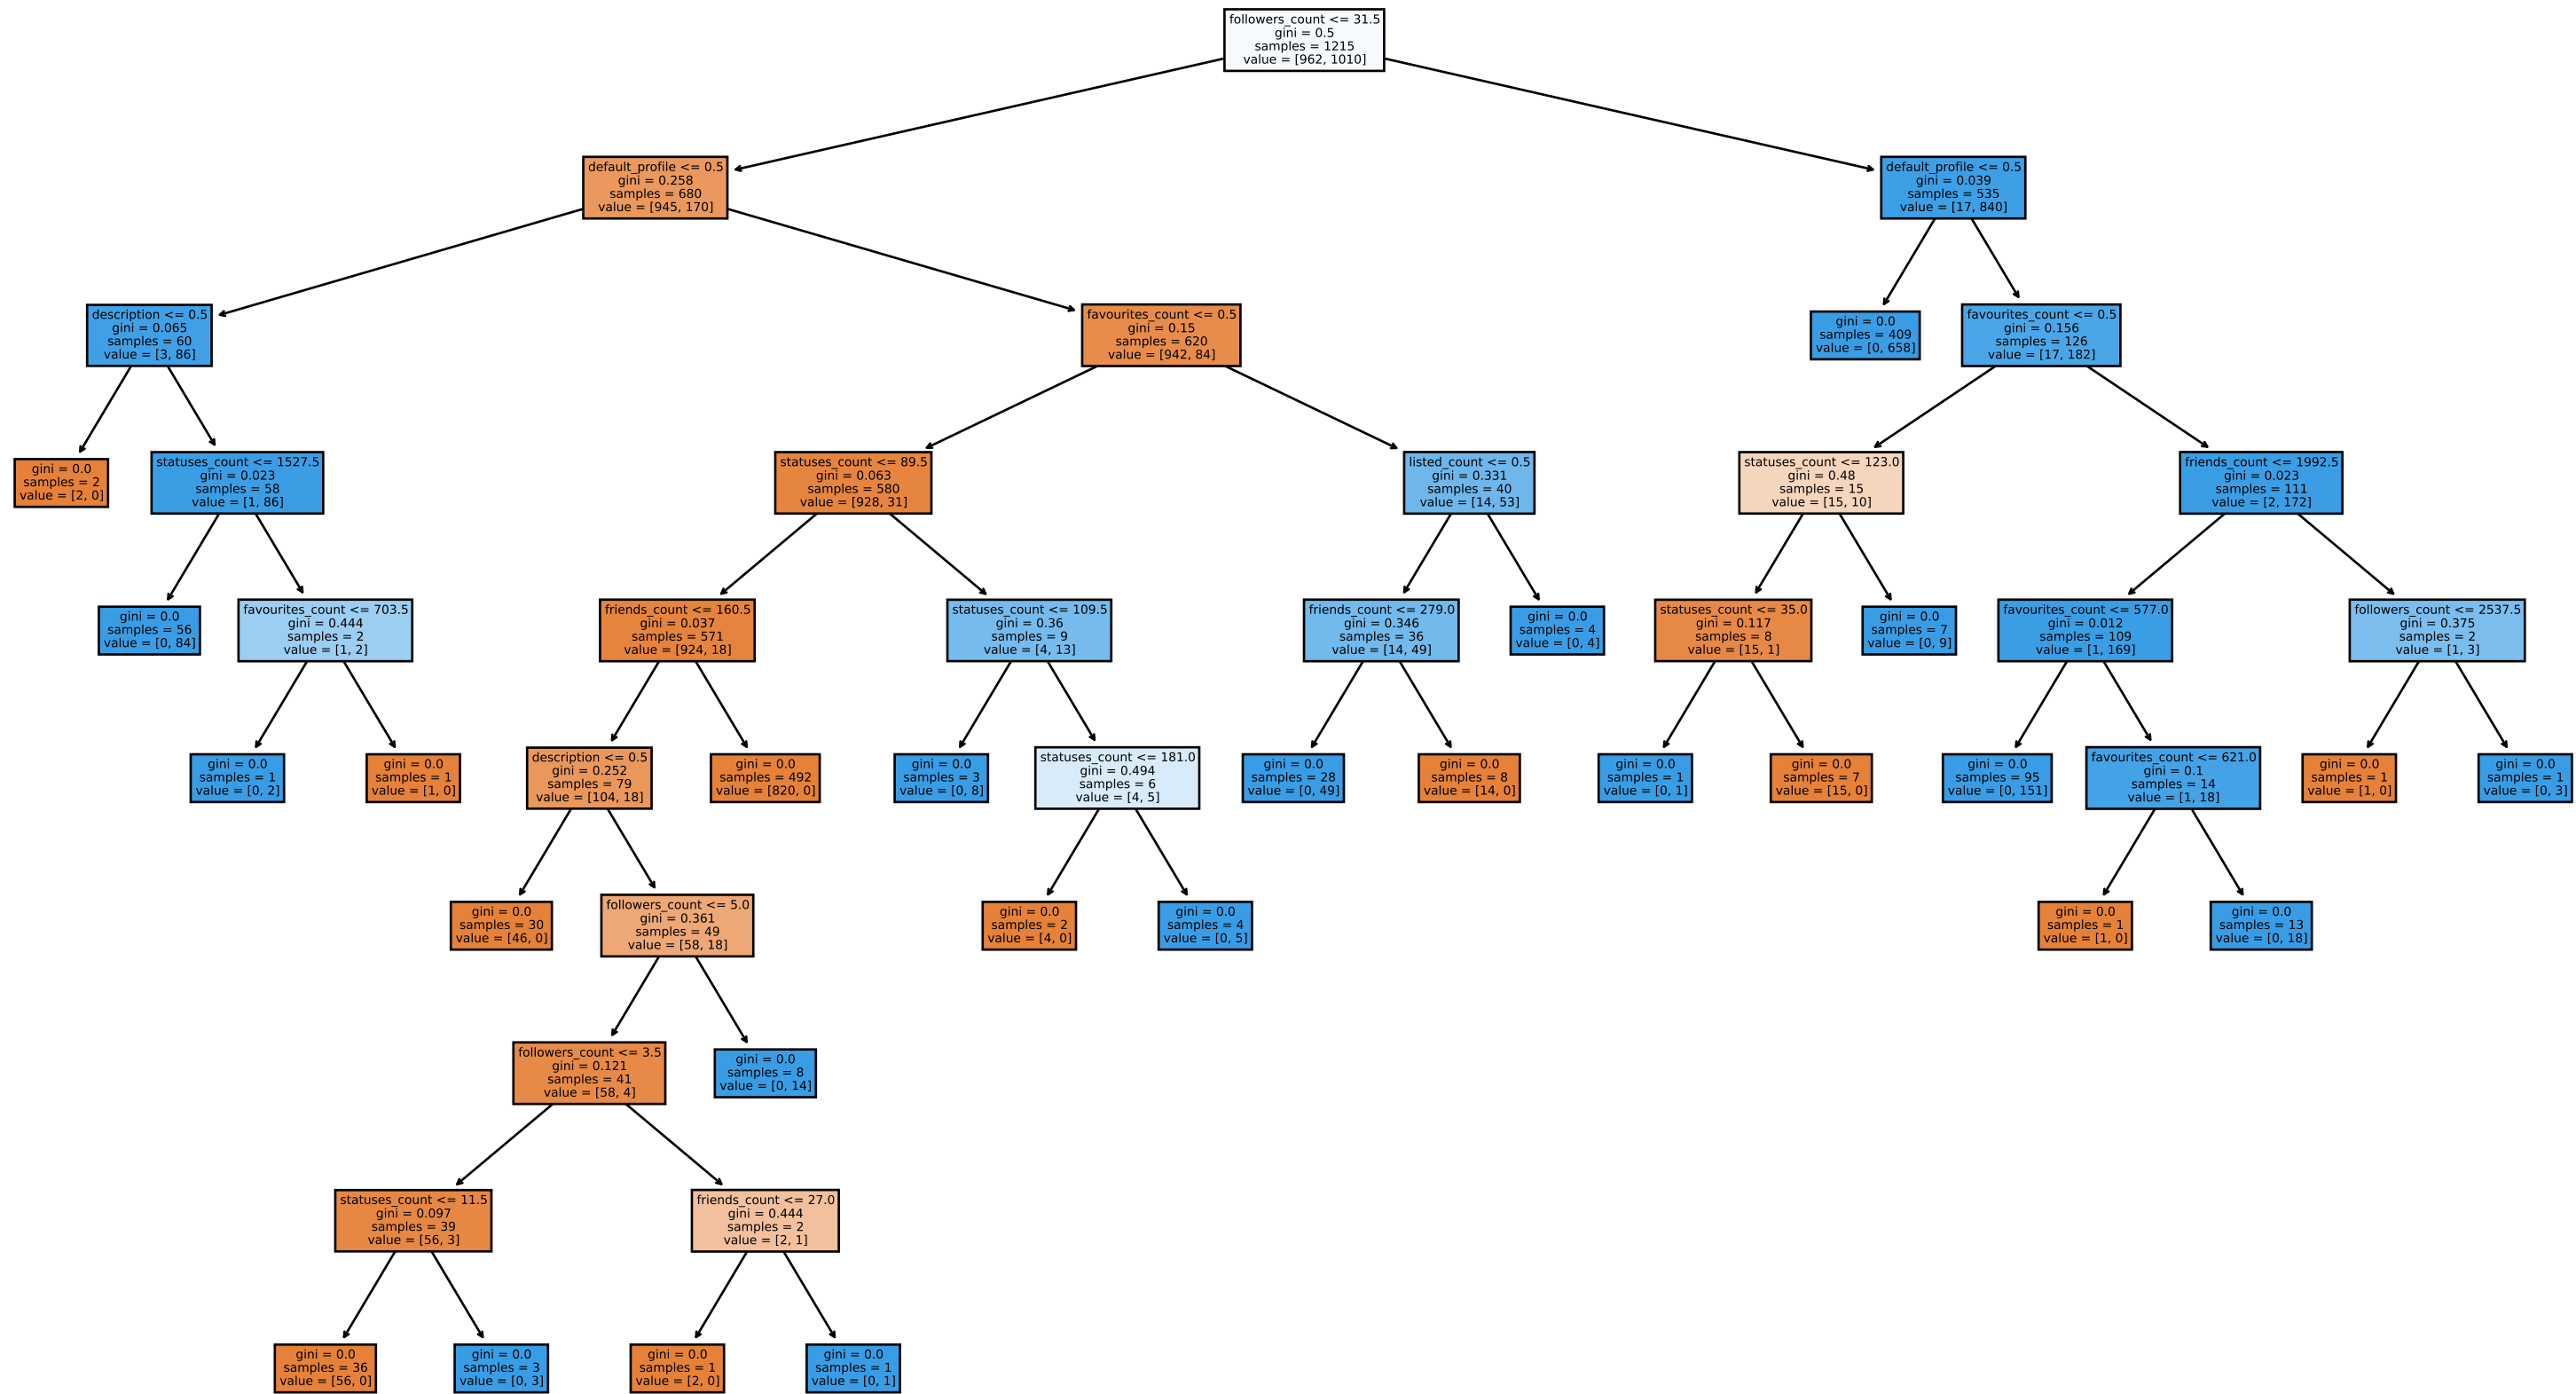 followers_count <= 31.5
gini = 0.5
samples = 1215
value = [962, 1010]
default_profile <= 0.5
gini = 0.258
samples = 680
value = [945, 170]
default_profile <= 0.5
gini = 0.039
samples = 535
value = [17, 840]
description <= 0.5
gini = 0.065
samples = 60
value = [3, 86]
favourites_count <= 0.5
gini = 0.15
samples = 620
value = [942, 84]
gini = 0.0
samples = 409
value = [0, 658]
favourites_count <= 0.5
gini = 0.156
samples = 126
value = [17, 182]
gini = 0.0
samples = 2
value = [2, 0]
statuses_count <= 1527.5
gini = 0.023
samples = 58
value = [1, 86]
statuses_count <= 89.5
gini = 0.063
samples = 580
value = [928, 31]
listed_count <= 0.5
gini = 0.331
samples = 40
value = [14, 53]
statuses_count <= 123.0
gini = 0.48
samples = 15
value = [15, 10]
friends_count <= 1992.5
gini = 0.023
samples = 111
value = [2, 172]
gini = 0.0
samples = 56
value = [0, 84]
favourites_count <= 703.5
gini = 0.444
samples = 2
value = [1, 2]
friends_count <= 160.5
gini = 0.037
samples = 571
value = [924, 18]
statuses_count <= 109.5
gini = 0.36
samples = 9
value = [4, 13]
friends_count <= 279.0
gini = 0.346
samples = 36
value = [14, 49]
gini = 0.0
samples = 4
value = [0, 4]
statuses_count <= 35.0
gini = 0.117
samples = 8
value = [15, 1]
gini = 0.0
samples = 7
value = [0, 9]
favourites_count <= 577.0
gini = 0.012
samples = 109
value = [1, 169]
followers_count <= 2537.5
gini = 0.375
samples = 2
value = [1, 3]
gini = 0.0
samples = 1
value = [0, 2]
gini = 0.0
samples = 1
value = [1, 0]
description <= 0.5
gini = 0.252
samples = 79
value = [104, 18]
gini = 0.0
samples = 492
value = [820, 0]
gini = 0.0
samples = 3
value = [0, 8]
statuses_count <= 181.0
gini = 0.494
samples = 6
value = [4, 5]
gini = 0.0
samples = 28
value = [0, 49]
gini = 0.0
samples = 8
value = [14, 0]
gini = 0.0
samples = 1
value = [0, 1]
gini = 0.0
samples = 7
value = [15, 0]
gini = 0.0
samples = 95
value = [0, 151]
favourites_count <= 621.0
gini = 0.1
samples = 14
value = [1, 18]
gini = 0.0
samples = 1
value = [1, 0]
gini = 0.0
samples = 1
value = [0, 3]
gini = 0.0
samples = 30
value = [46, 0]
followers_count <= 5.0
gini = 0.361
samples = 49
value = [58, 18]
gini = 0.0
samples = 2
value = [4, 0]
gini = 0.0
samples = 4
value = [0, 5]
gini = 0.0
samples = 1
value = [1, 0]
gini = 0.0
samples = 13
value = [0, 18]
followers_count <= 3.5
gini = 0.121
samples = 41
value = [58, 4]
gini = 0.0
samples = 8
value = [0, 14]
statuses_count <= 11.5
gini = 0.097
samples = 39
value = [56, 3]
friends_count <= 27.0
gini = 0.444
samples = 2
value = [2, 1]
gini = 0.0
samples = 36
value = [56, 0]
gini = 0.0
samples = 3
value = [0, 3]
gini = 0.0
samples = 1
value = [2, 0]
gini = 0.0
samples = 1
value = [0, 1]